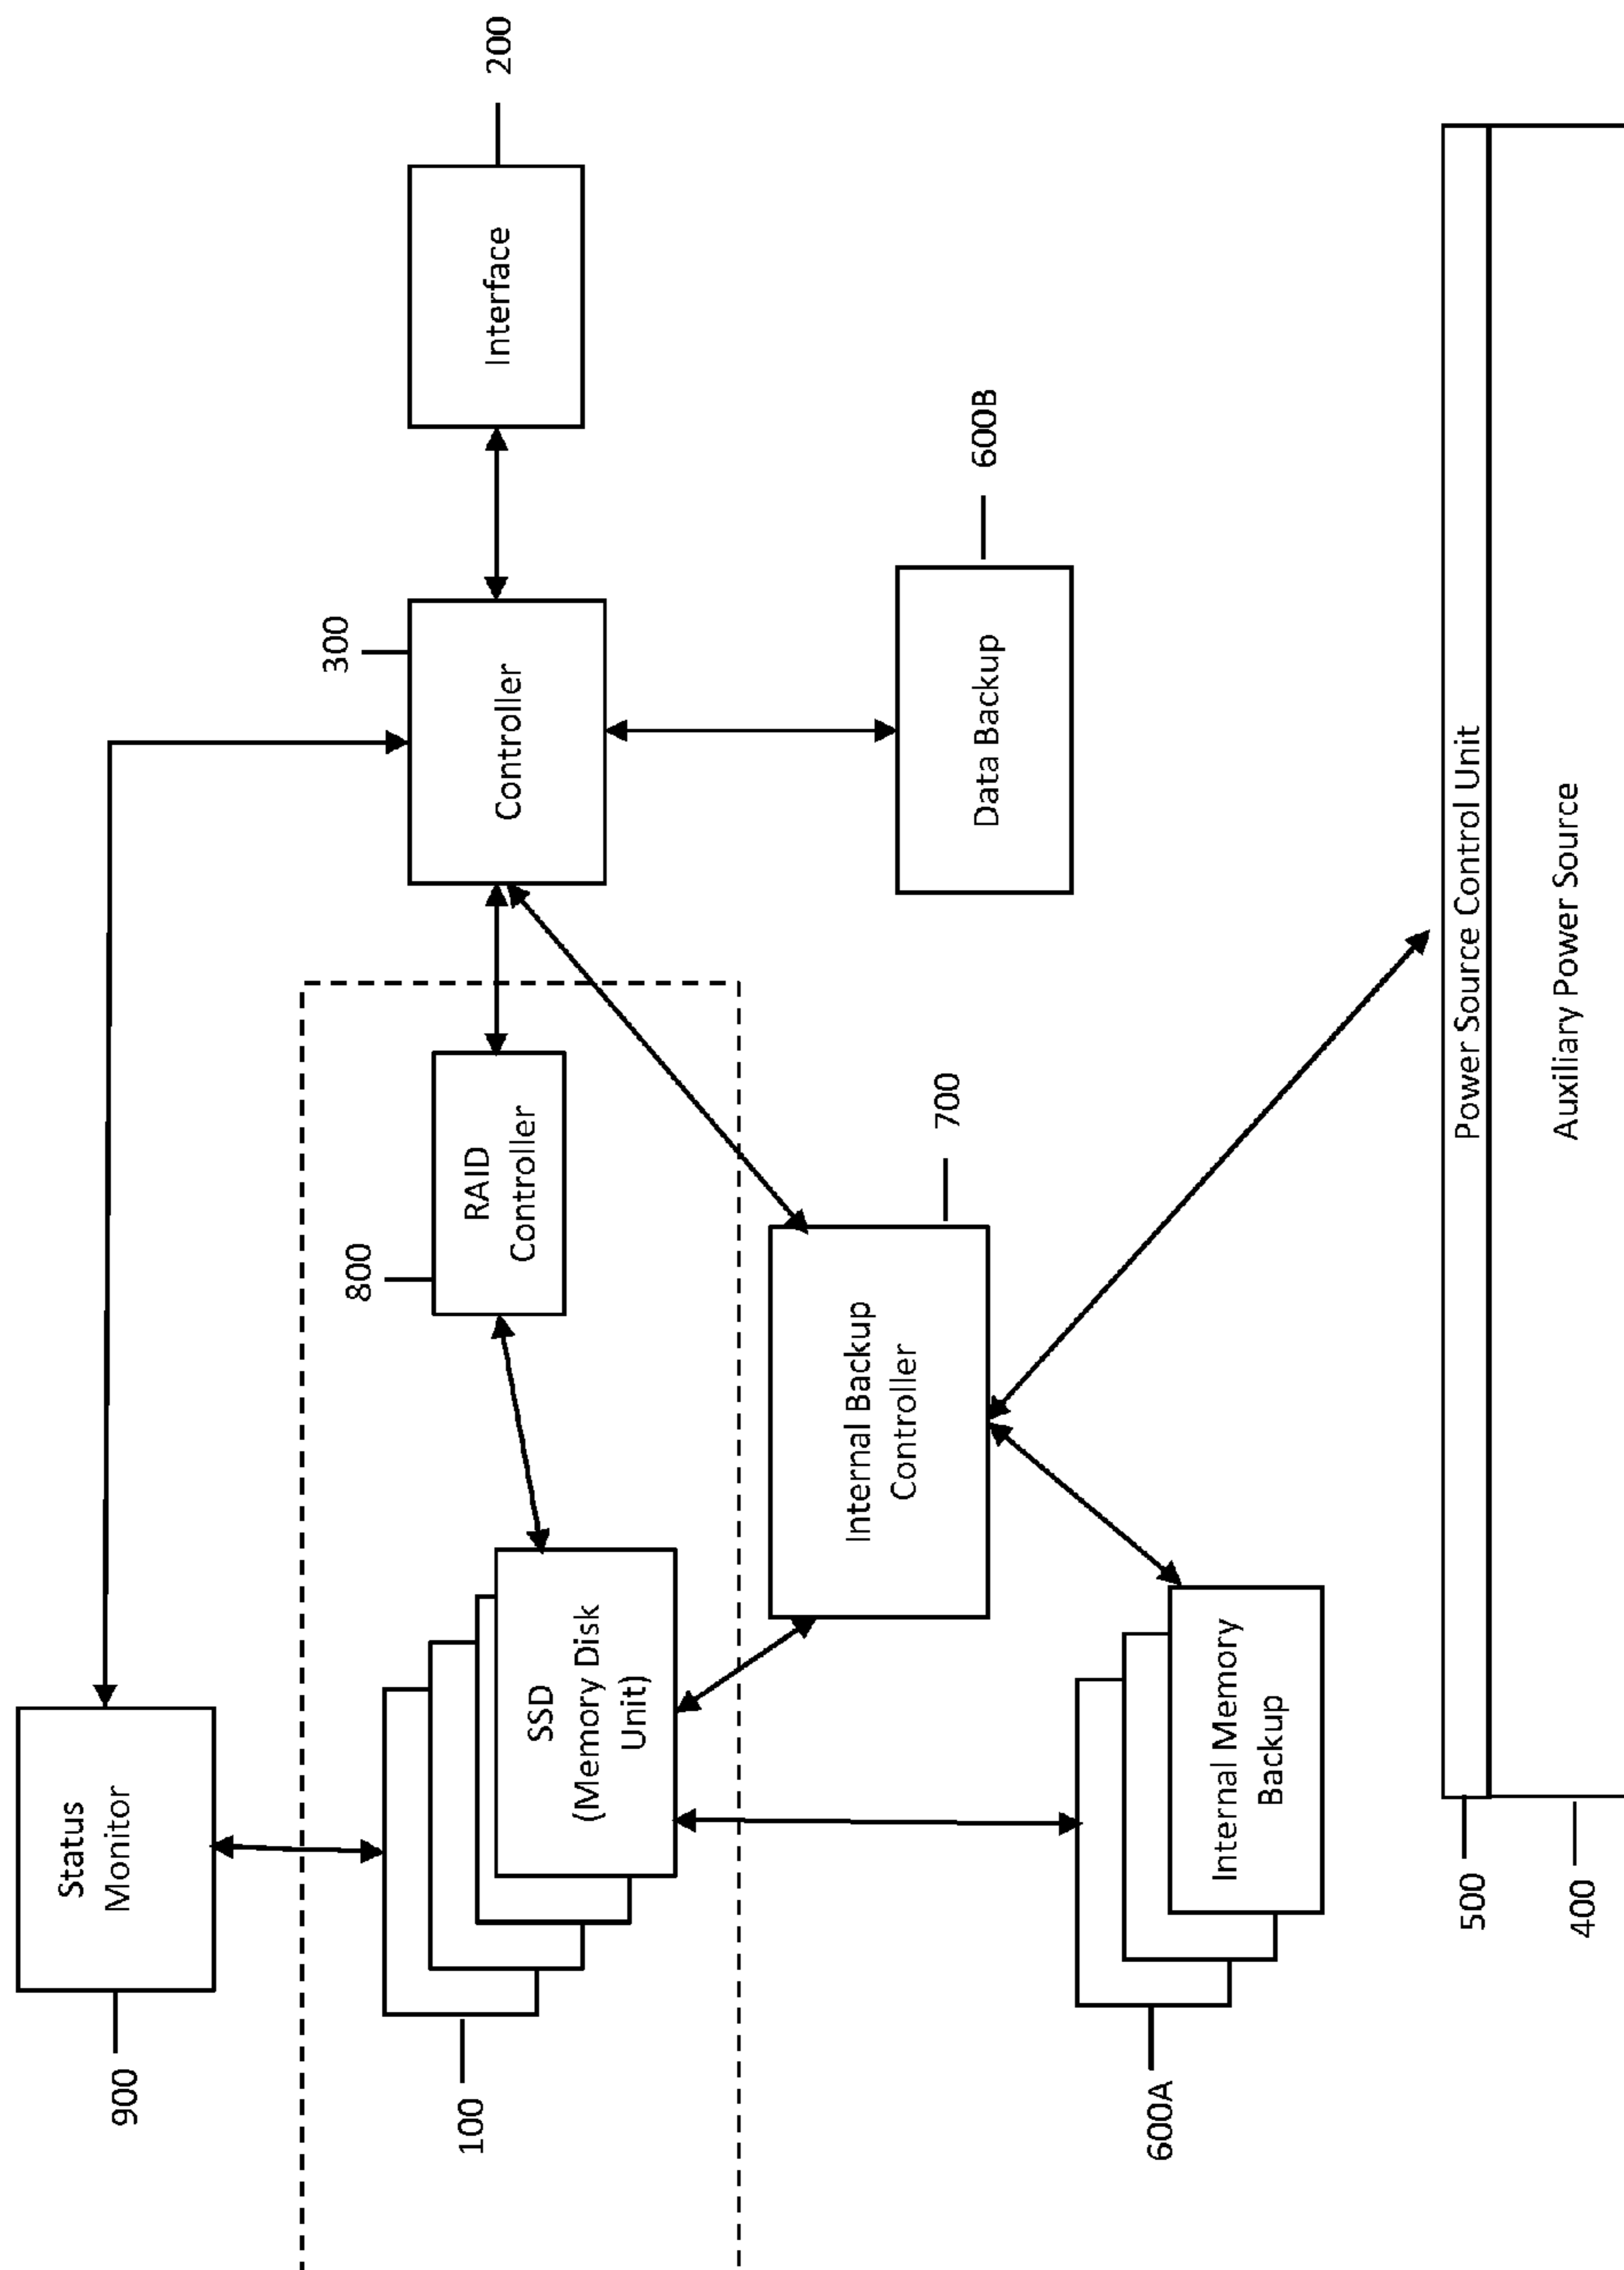 900
Status
Monitor
100
SSD
(Memory Disk
Unit)
800
RAID
Controller
300
Controller
Interface
200
Internal Backup
Controller
700
Data Backup
600B
600A
Internal Memory
Backup
500
Power Source Control Unit
400
Auxiliary Power Source